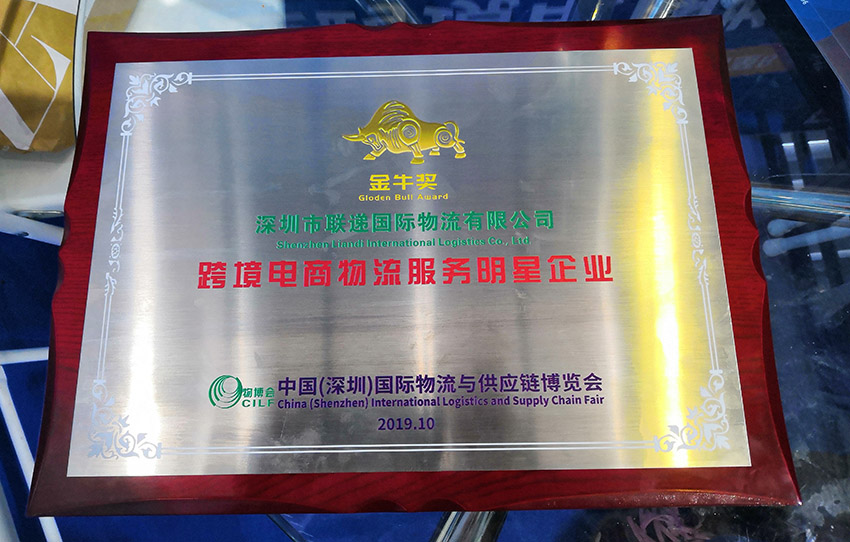 金牛奖
Gloden Bull Award
深圳市联递国际物流有限公司
Shenzhen Liandi International Logistics Co., Ltd
跨境电商物流服务明星企业
物博会
CILF
中国(深圳)国际物流与供应链博览会
China (Shenzhen) International Logistics and Supply Chain Fair
2019.10